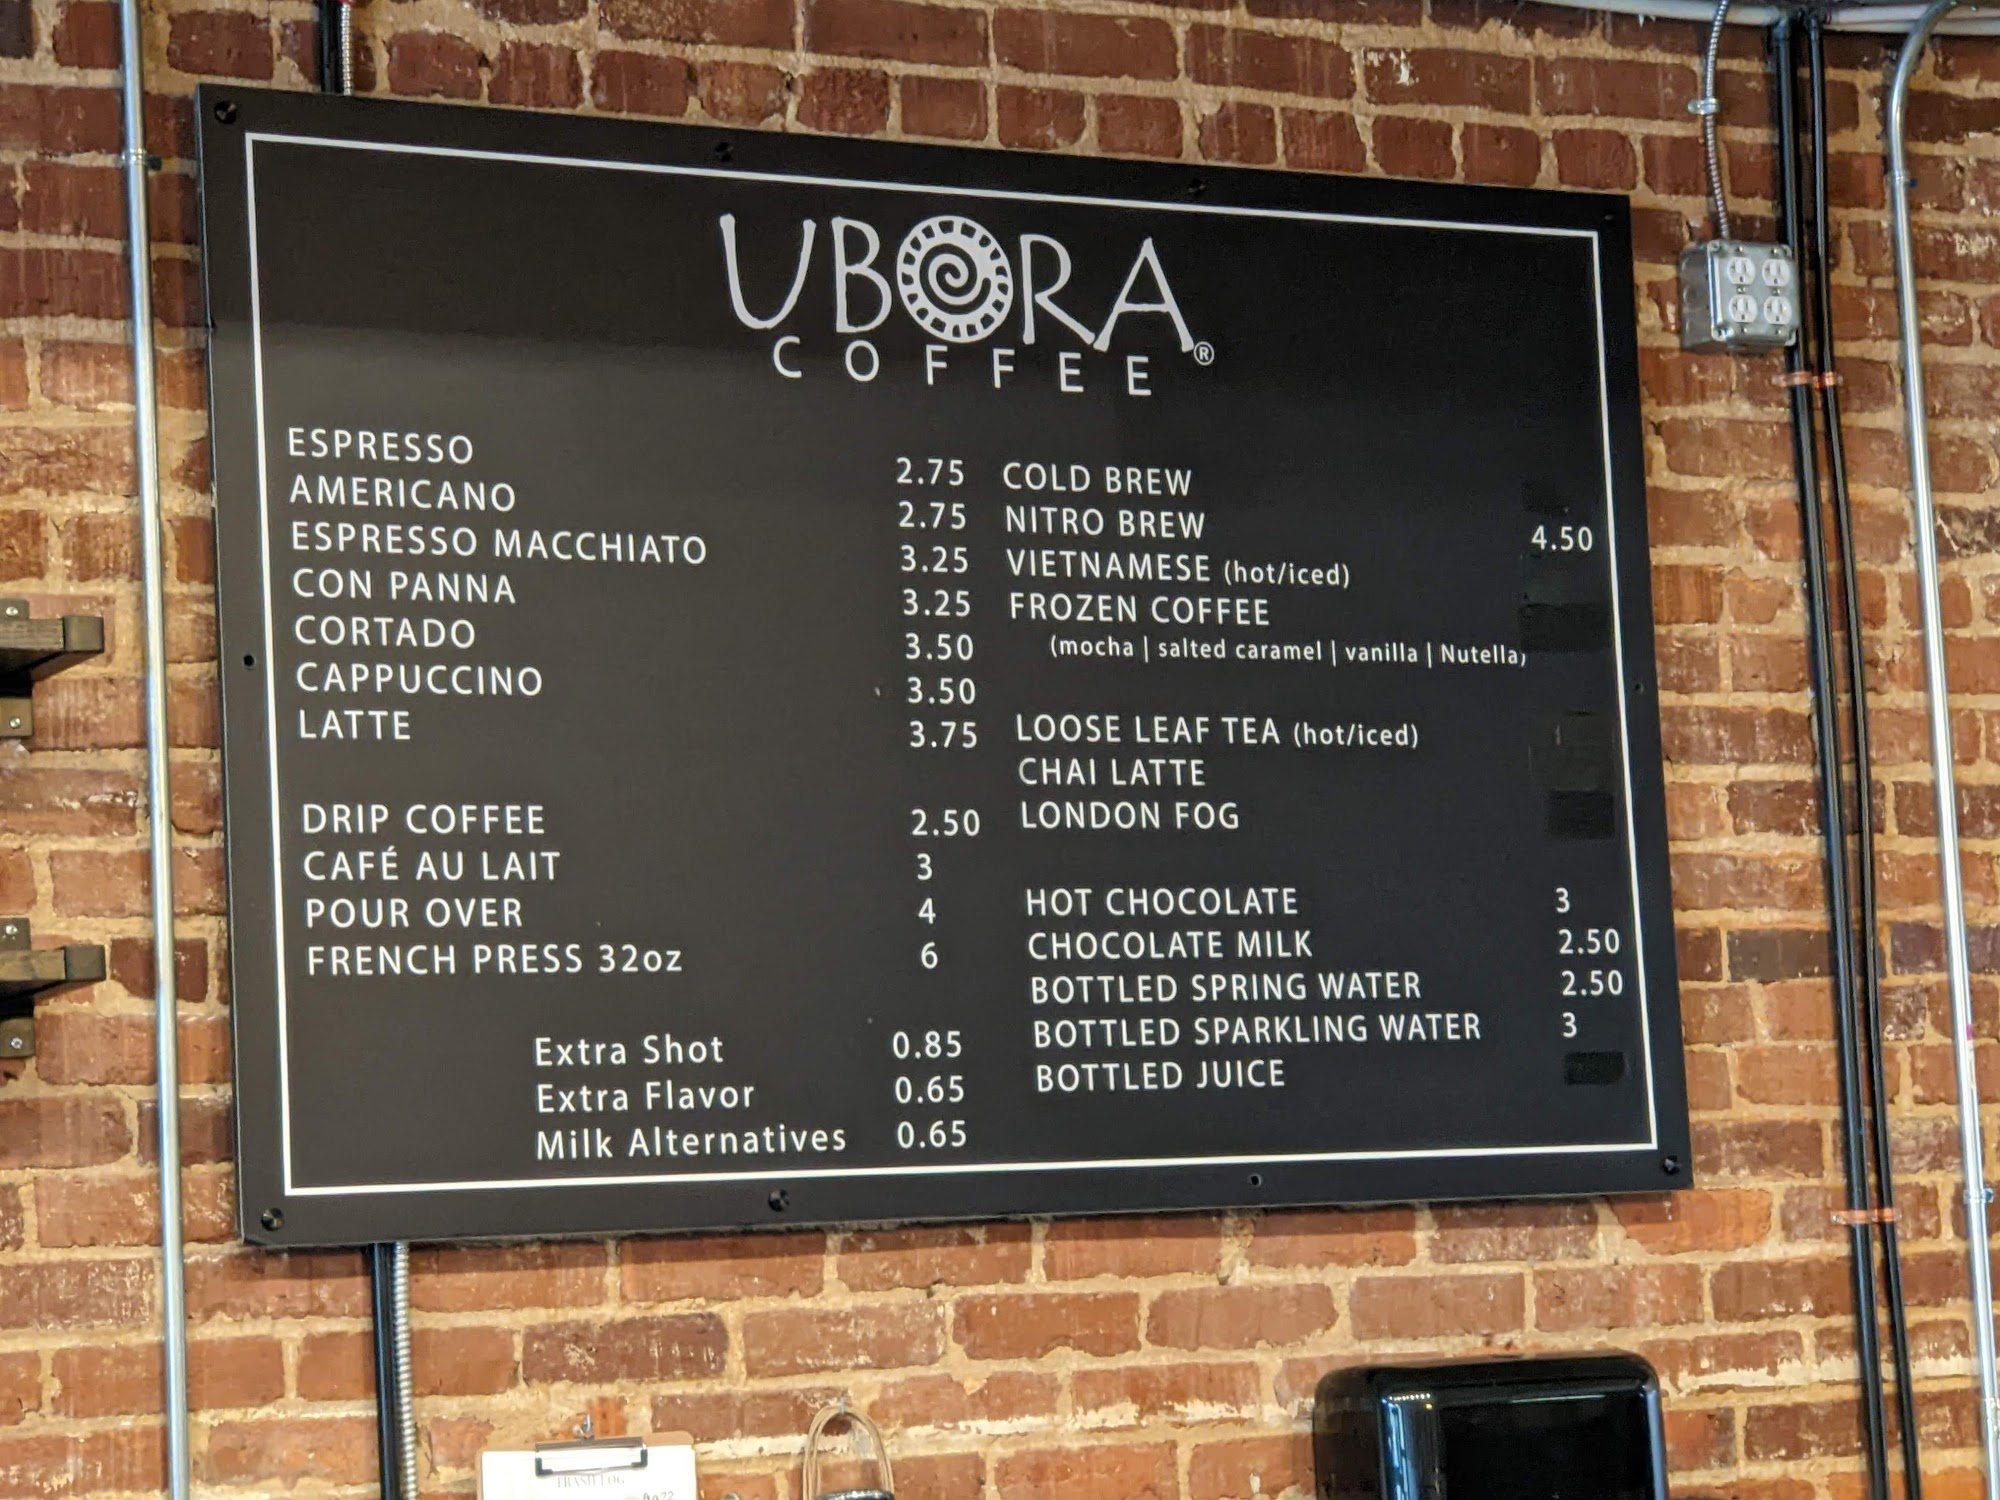 UBORA®
COFFEE
ESPRESSO 2.75
AMERICANO 2.75
ESPRESSO MACCHIATO 3.25
CON PANNA 3.25
CORTADO 3.50
CAPPUCCINO 3.50
LATTE 3.75
DRIP COFFEE 2.50
CAFÉ AU LAIT 3
POUR OVER 4
FRENCH PRESS 32oz 6
Extra Shot 0.85
Extra Flavor 0.65
Milk Alternatives 0.65
COLD BREW
NITRO BREW 4.50
VIETNAMESE (hot/iced)
FROZEN COFFEE
(mocha | salted caramel | vanilla | Nutella)
LOOSE LEAF TEA (hot/iced)
CHAI LATTE
LONDON FOG
HOT CHOCOLATE 3
CHOCOLATE MILK 2.50
BOTTLED SPRING WATER 2.50
BOTTLED SPARKLING WATER 3
BOTTLED JUICE
TRASH LOG